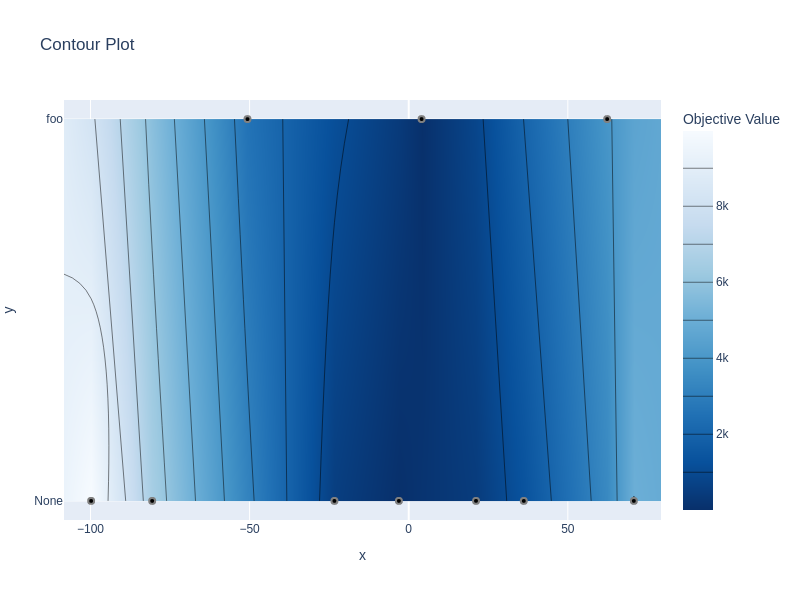 Contour Plot
Objective Value
foo
None
y
−100
−50
0
50
x
8k
6k
4k
2k